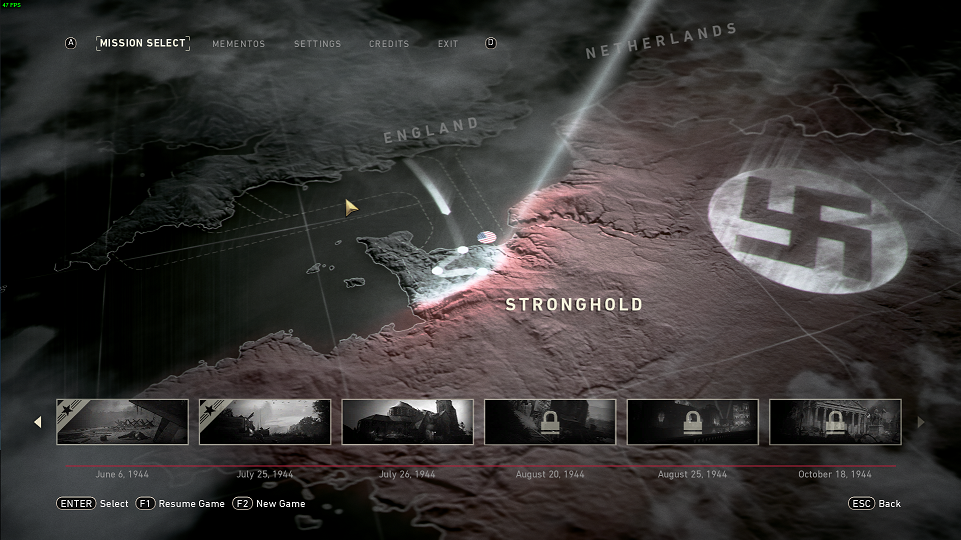 47 FPS
A MISSION SELECT MEMENTOS SETTINGS CREDITS EXIT D
NETHERLANDS
ENGLAND
STRONGHOLD
June 6, 1944 July 25, 1944 July 26, 1944 August 20, 1944 August 25, 1944 October 18, 1944
ENTER Select F1 Resume Game F2 New Game ESC Back